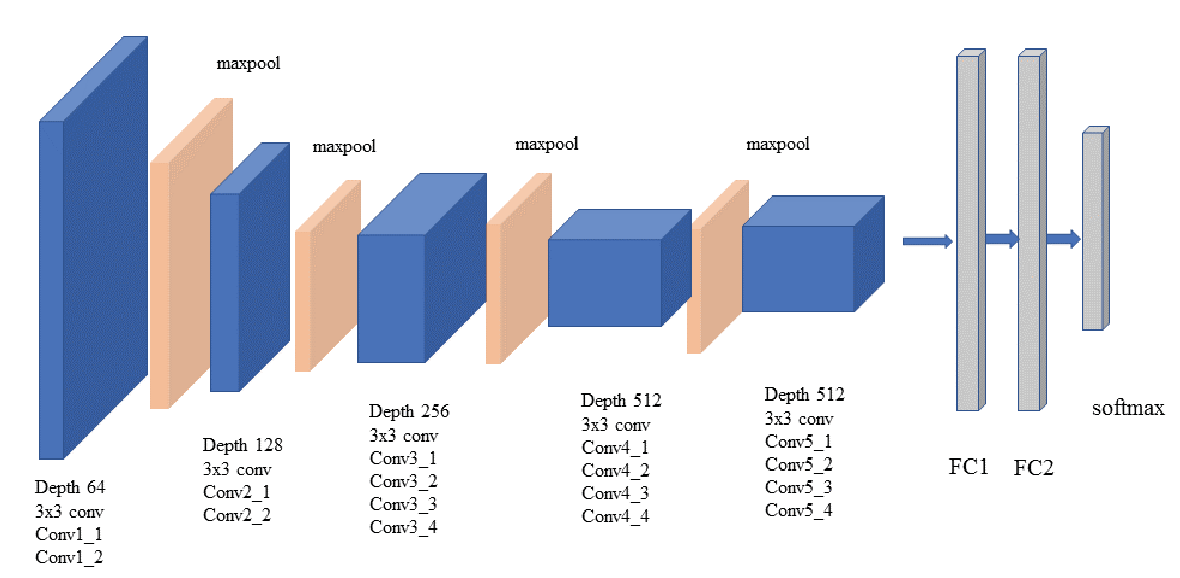 maxpool
maxpool
maxpool
maxpool
Depth 64
3x3 conv
Conv1_1
Conv1_2
Depth 128
3x3 conv
Conv2_1
Conv2_2
Depth 256
3x3 conv
Conv3_1
Conv3_2
Conv3_3
Conv3_4
Depth 512
3x3 conv
Conv4_1
Conv4_2
Conv4_3
Conv4_4
Depth 512
3x3 conv
Conv5_1
Conv5_2
Conv5_3
Conv5_4
FC1
FC2
softmax